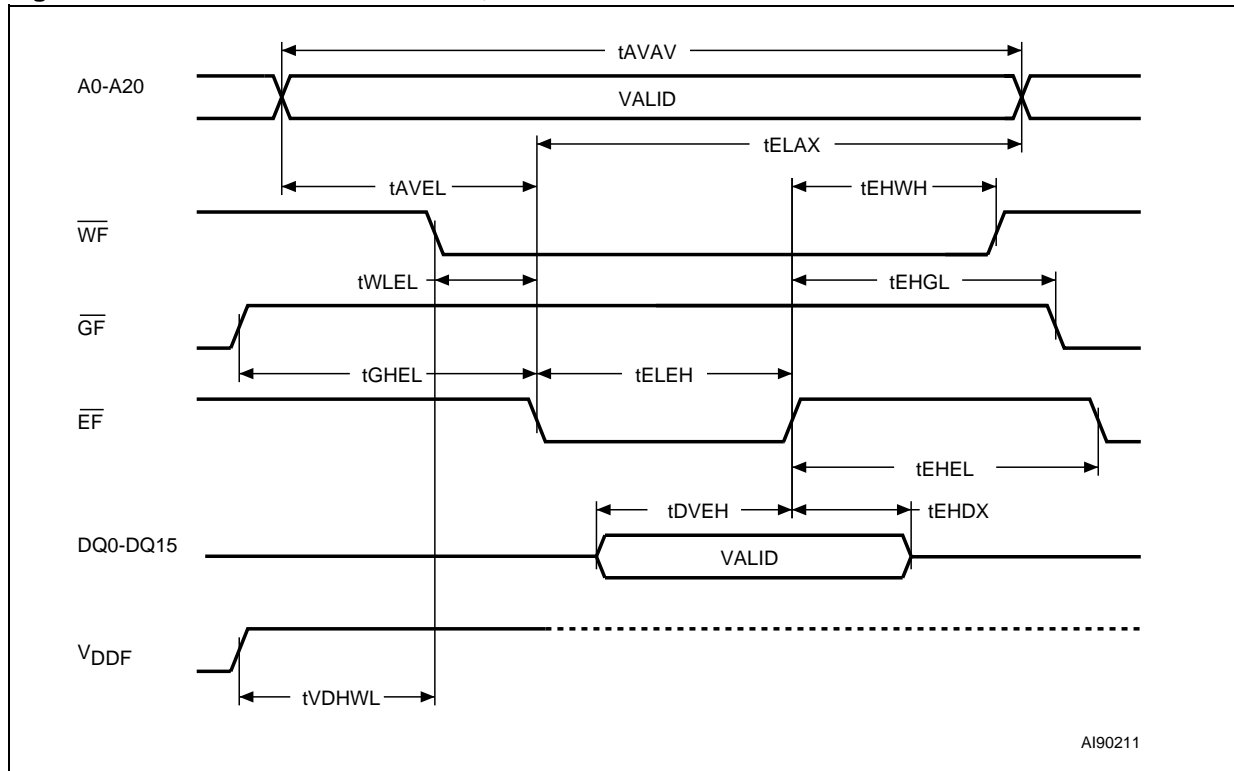 tAVAV
A0-A20
VALID
tELAX
tAVEL
tEHWH
WF
tWLEL
tEHGL
GF
tGHEL
tELEH
EF
tEHEL
tDVEH
tEHDX
DQ0-DQ15
VALID
VDDF
tVDHWL
AI90211